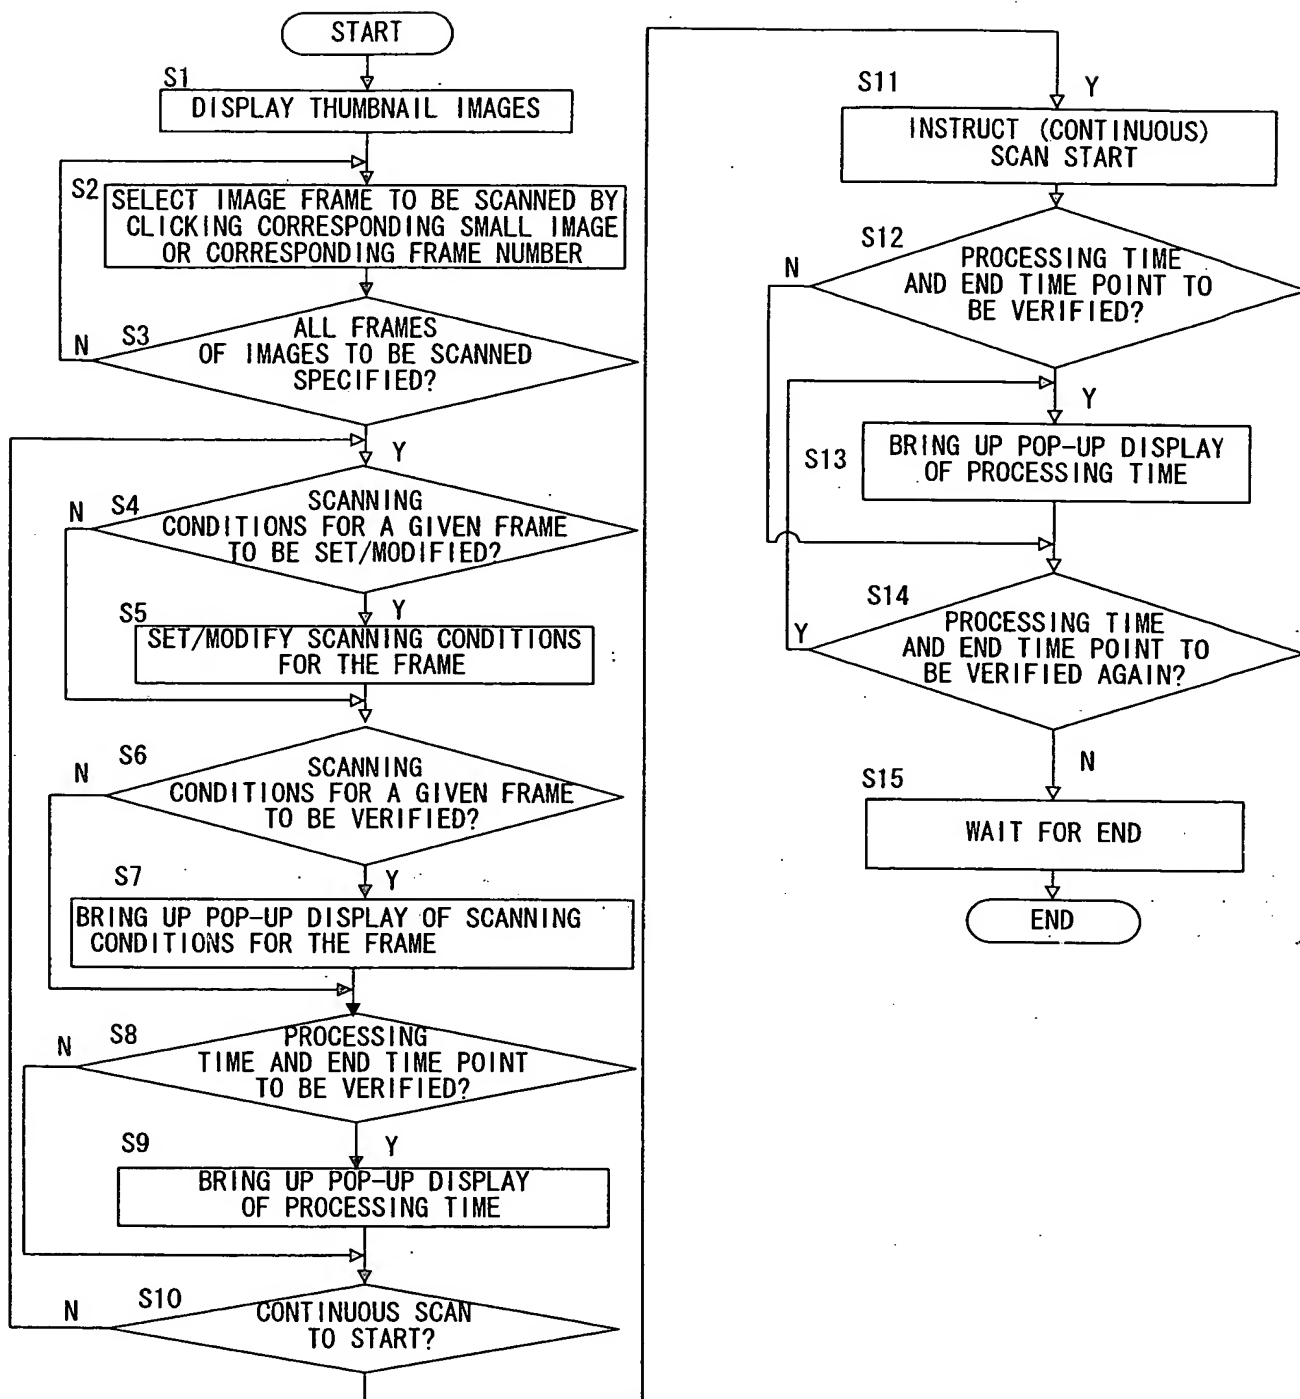 START
S1
DISPLAY THUMBNAIL IMAGES
S2
SELECT IMAGE FRAME TO BE SCANNED BY
CLICKING CORRESPONDING SMALL IMAGE
OR CORRESPONDING FRAME NUMBER
S3
N
ALL FRAMES
OF IMAGES TO BE SCANNED
SPECIFIED?
Y
S4
N
SCANNING
CONDITIONS FOR A GIVEN FRAME
TO BE SET/MODIFIED?
Y
S5
SET/MODIFY SCANNING CONDITIONS
FOR THE FRAME
S6
N
SCANNING
CONDITIONS FOR A GIVEN FRAME
TO BE VERIFIED?
Y
S7
BRING UP POP-UP DISPLAY OF SCANNING
CONDITIONS FOR THE FRAME
S8
N
PROCESSING
TIME AND END TIME POINT
TO BE VERIFIED?
Y
S9
BRING UP POP-UP DISPLAY
OF PROCESSING TIME
S10
N
CONTINUOUS SCAN
TO START?
Y
S11
INSTRUCT (CONTINUOUS)
SCAN START
S12
N
PROCESSING TIME
AND END TIME POINT TO
BE VERIFIED?
Y
S13
BRING UP POP-UP DISPLAY
OF PROCESSING TIME
S14
Y
PROCESSING TIME
AND END TIME POINT TO
BE VERIFIED AGAIN?
N
S15
WAIT FOR END
END